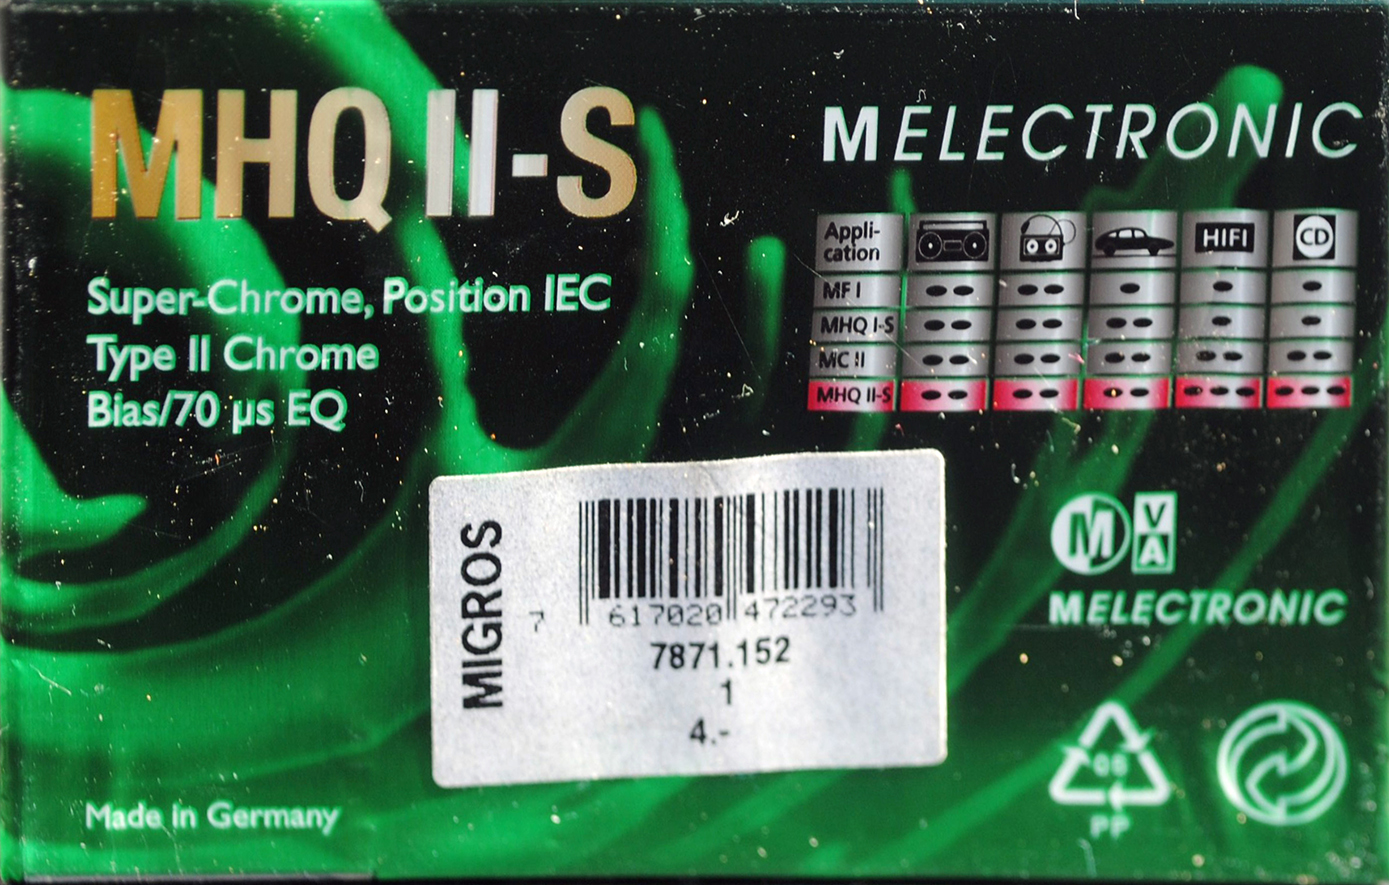 MHQ II-S
Super-Chrome, Position IEC
Type II Chrome
Bias/70 µs EQ
MELECTRONIC
Appli-
cation
HIFI CD
MF I
MHQ I-S
MC II
MHQ II-S
MIGROS
7 617020 472293
7871.152
1
4.-
M VA
MELECTRONIC
05
PP
Made in Germany